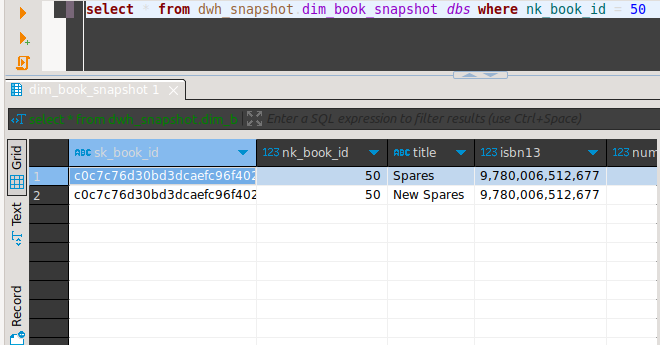 select * from dwh_snapshot.dim_book_snapshot dbs where nk_book_id = 50
dim_book_snapshot 1
select * from dwh_snapshot.dim_b
Enter a SQL expression to filter results (use Ctrl+Space)
Grid
Text
Record
ABC sk_book_id 123 nk_book_id ABC title 123 isbn13 123 num
1 c0c7c76d30bd3dcaefc96f402 50 Spares 9,780,006,512,677
2 c0c7c76d30bd3dcaefc96f402 50 New Spares 9,780,006,512,677